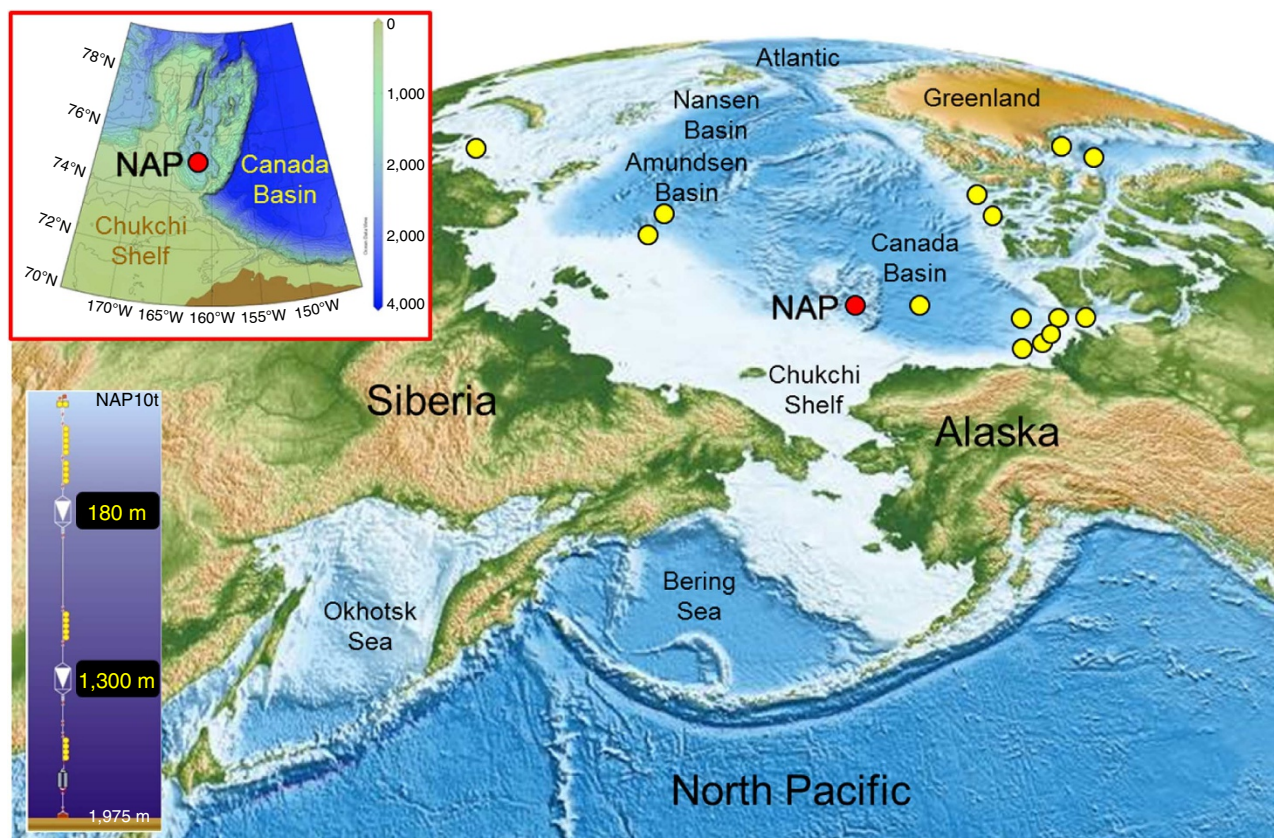 78°N
76°N
74°N
72°N
70°N
NAP
Canada
Basin
Chukchi
Shelf
170°W
165°W
160°W
155°W
150°W
0
1,000
2,000
2,000
4,000
Atlantic
Nansen
Basin
Amundsen
Basin
Greenland
Canada
Basin
NAP
Chukchi
Shelf
Siberia
Alaska
Okhotsk
Sea
Bering
Sea
North Pacific
NAP10t
180 m
1,300 m
1,975 m